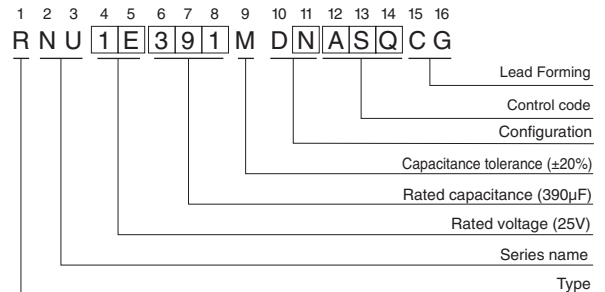 1 2 3 4 5 6 7 8 9 10 11 12 13 14 15 16
R N U 1 E 3 9 1 M D N A S Q C G
Lead Forming
Control code
Configuration
Capacitance tolerance (±20%)
Rated capacitance (390µF)
Rated voltage (25V)
Series name
Type